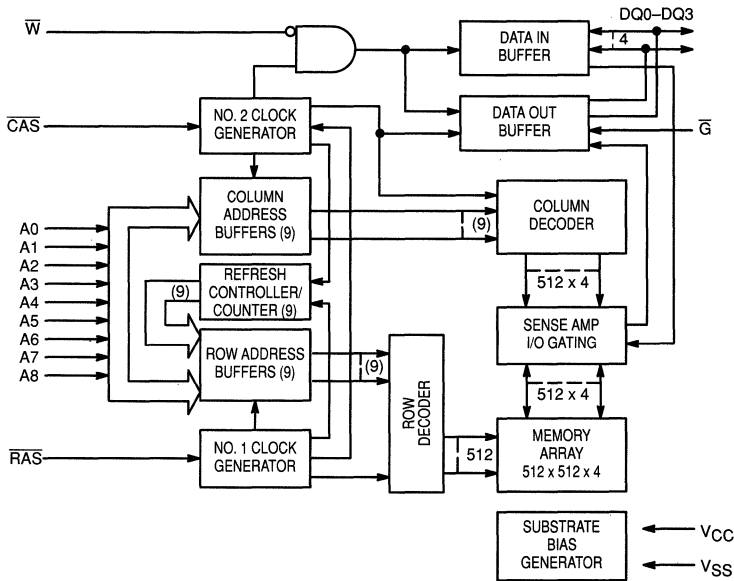 W
DQ0–DQ3
4
DATA IN
BUFFER
CAS
NO. 2 CLOCK
GENERATOR
DATA OUT
BUFFER
G
A0
A1
A2
A3
A4
A5
A6
A7
A8
COLUMN
ADDRESS
BUFFERS (9)
(9)
COLUMN
DECODER
REFRESH
CONTROLLER/
COUNTER (9)
(9)
512 x 4
SENSE AMP
I/O GATING
ROW ADDRESS
BUFFERS (9)
(9)
ROW
DECODER
512 x 4
RAS
NO. 1 CLOCK
GENERATOR
512
MEMORY
ARRAY
512 x 512 x 4
SUBSTRATE
BIAS
GENERATOR
VCC
VSS